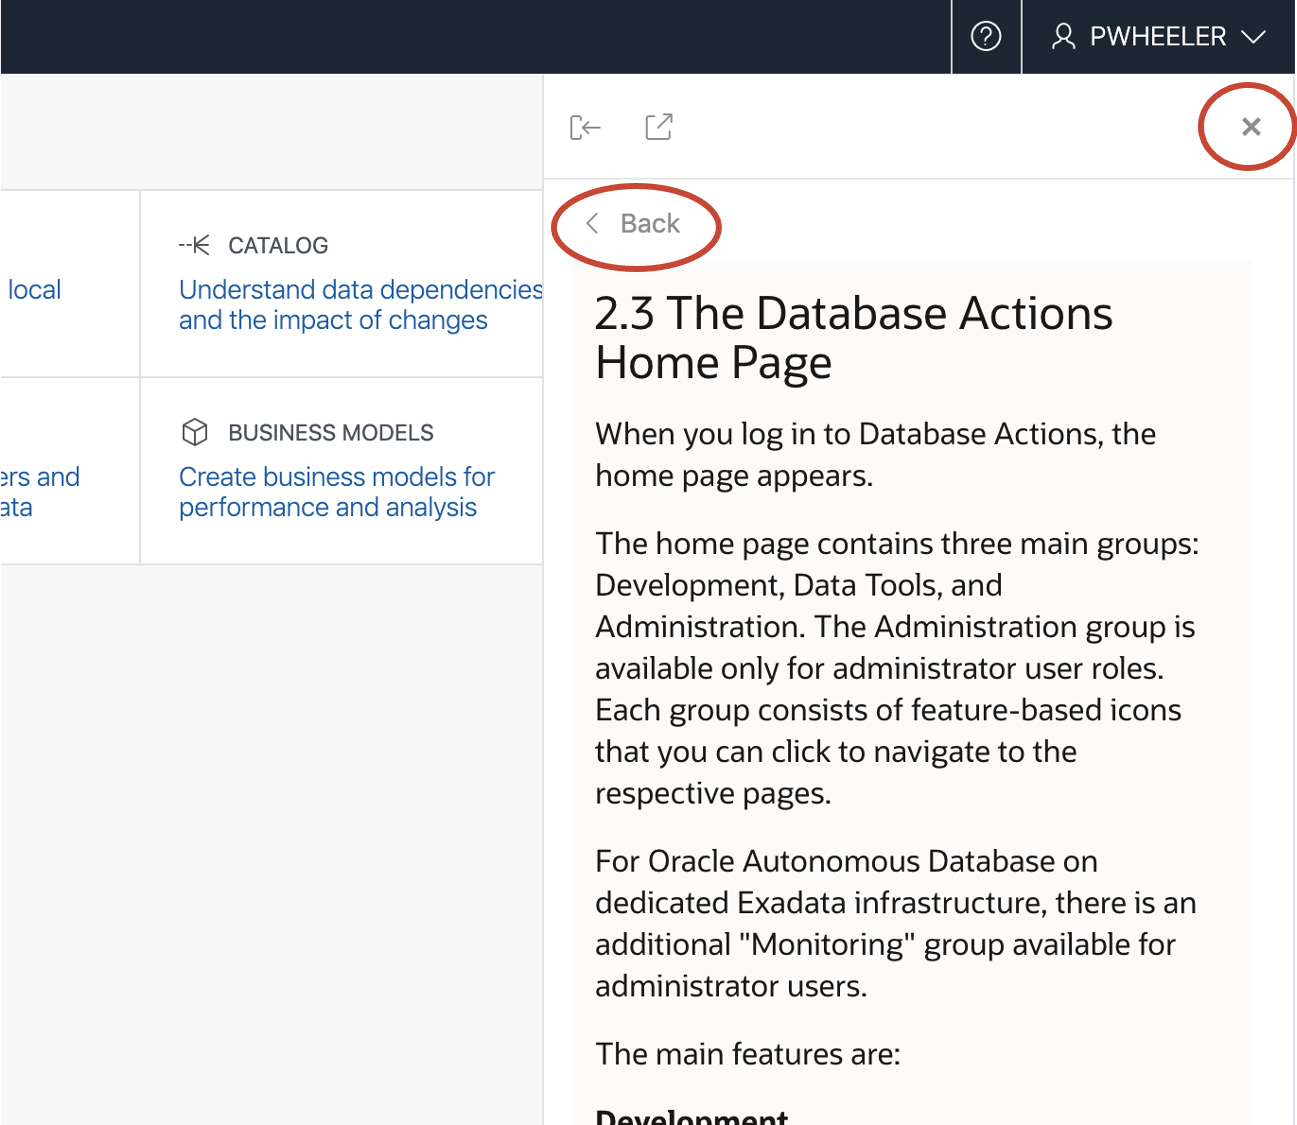 PWHEELER
local
CATALOG
Understand data dependencies
and the impact of changes
ers and
ata
BUSINESS MODELS
Create business models for
performance and analysis
Back
2.3 The Database Actions
Home Page
When you log in to Database Actions, the
home page appears.
The home page contains three main groups:
Development, Data Tools, and
Administration. The Administration group is
available only for administrator user roles.
Each group consists of feature-based icons
that you can click to navigate to the
respective pages.
For Oracle Autonomous Database on
dedicated Exadata infrastructure, there is an
additional "Monitoring" group available for
administrator users.
The main features are:
Development